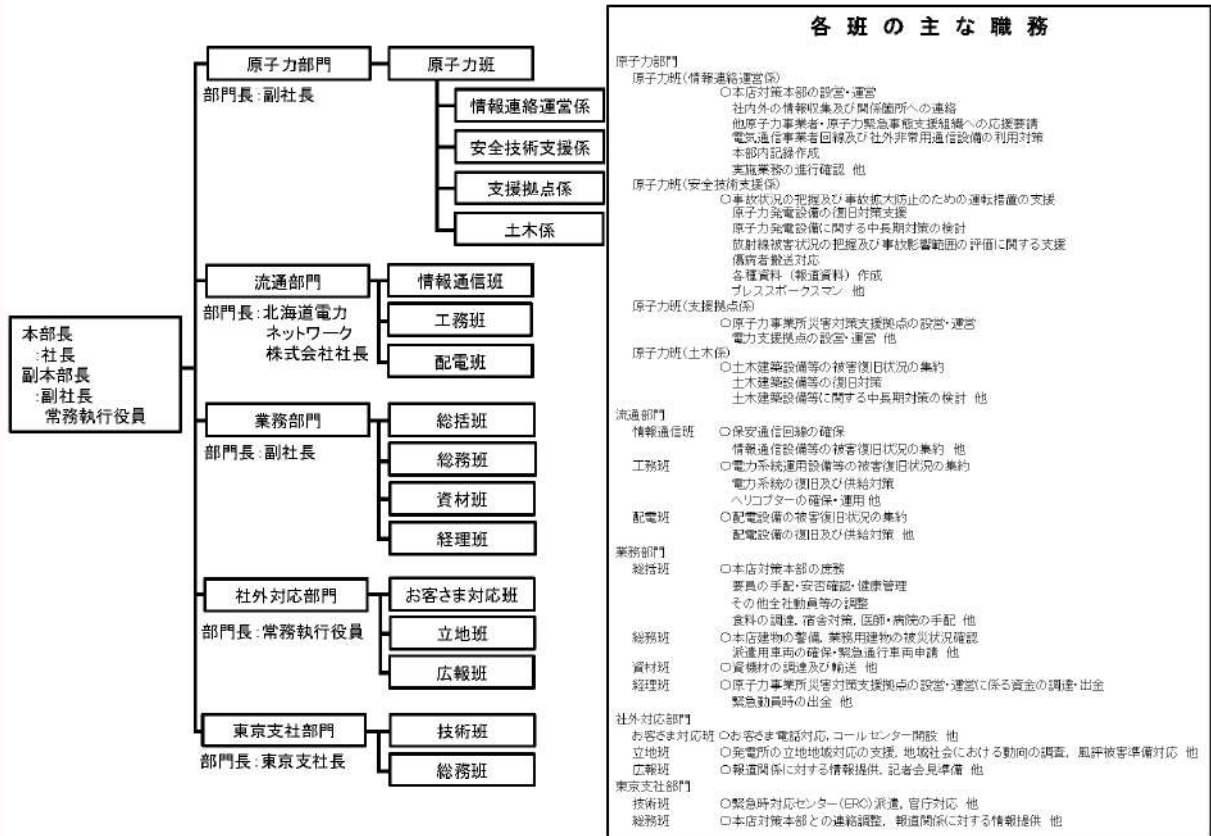 本部長
:社長
副本部長
:副社長
常務執行役員
原子力部門
部門長:副社長
原子力班
情報連絡運営係
安全技術支援係
支援拠点係
土木係
流通部門
部門長:北海道電力
ネットワーク
株式会社社長
情報通信班
工務班
配電班
業務部門
部門長:副社長
総括班
総務班
資材班
経理班
社外対応部門
部門長:常務執行役員
お客さま対応班
立地班
広報班
東京支社部門
部門長:東京支社長
技術班
総務班
各班の主な職務
原子力部門
原子力班(情報連絡運営係)
○本店対策本部の設営・運営
社内外の情報収集及び関係箇所への連絡
他原子力事業者・原子力緊急事態支援組織への応援要請
電気通信事業者回線及び社外非常用通信設備の利用対策
本部内記録作成
実施業務の進行確認 他
原子力班(安全技術支援係)
○事故状況の把握及び事故拡大防止のための運転措置の支援
原子力発電設備の復旧対策支援
原子力発電設備に関する中長期対策の検討
放射線被害状況の把握及び事故影響範囲の評価に関する支援
傷病者搬送対応
各種資料(報道資料)作成
プレススポークスマン 他
原子力班(支援拠点係)
○原子力事業所災害対策支援拠点の設営・運営
電力支援拠点の設営・運営 他
原子力班(土木係)
○土木建築設備等の被害復旧状況の集約
土木建築設備等の復旧対策
土木建築設備等に関する中長期対策の検討 他
流通部門
情報通信班 ○保安通信回線の確保
情報通信設備等の被害復旧状況の集約 他
工務班 ○電力系統運用設備等の被害復旧状況の集約
電力系統の復旧及び供給対策
ヘリコプターの確保・運用 他
配電班 ○配電設備の被害復旧状況の集約
配電設備の復旧及び供給対策 他
業務部門
総括班 ○本店対策本部の庶務
要員の手配・安否確認・健康管理
その他全社動員等の調整
食料の調達, 宿舎対策, 医師・病院の手配 他
総務班 ○本店建物の警備, 業務用建物の被災状況確認
派遣用車両の確保・緊急通行車両申請 他
資材班 ○資機材の調達及び輸送 他
経理班 ○原子力事業所災害対策支援拠点の設営・運営に係る資金の調達・出金
緊急動員時の出金 他
社外対応部門
お客さま対応班 ○お客さま電話対応, コールセンター開設 他
立地班 ○発電所の立地地域対応の支援, 地域社会における動向の調査, 風評被害準備対応 他
広報班 ○報道関係に対する情報提供, 記者会見準備 他
東京支社部門
技術班 ○緊急時対応センター(ERC)派遣, 官庁対応 他
総務班 ○本店対策本部との連絡調整, 報道関係に対する情報提供 他